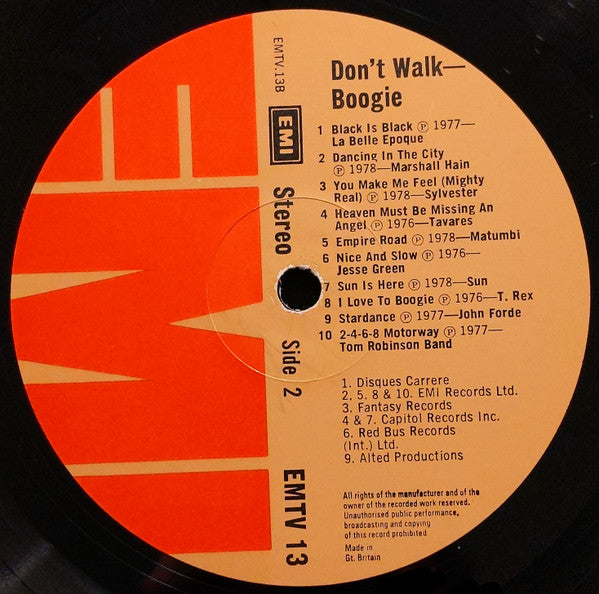 Don't Walk—
Boogie
1 Black Is Black Ⓟ 1977—
La Belle Epoque
2 Dancing In The City
Ⓟ 1978—Marshall Hain
3 You Make Me Feel (Mighty
Real) Ⓟ 1978—Sylvester
4 Heaven Must Be Missing An
Angel Ⓟ 1976—Tavares
5 Empire Road Ⓟ 1978—Matumbi
6 Nice And Slow Ⓟ 1976—
Jesse Green
7 Sun Is Here Ⓟ 1978—Sun
8 I Love To Boogie Ⓟ 1976—T. Rex
9 Stardance Ⓟ 1977—John Forde
10 2-4-6-8 Motorway Ⓟ 1977—
Tom Robinson Band
1. Disques Carrere
2. 5. 8 & 10. EMI Records Ltd.
3. Fantasy Records
4 & 7. Capitol Records Inc.
6. Red Bus Records
(Int.) Ltd.
9. Alted Productions
All rights of the manufacturer and of the
owner of the recorded work reserved.
Unauthorised public performance,
broadcasting and copying
of this record prohibited
Made in
Gt. Britain
EMTV.13B
EMI
Stereo
Side 2
EMTV 13
EMI